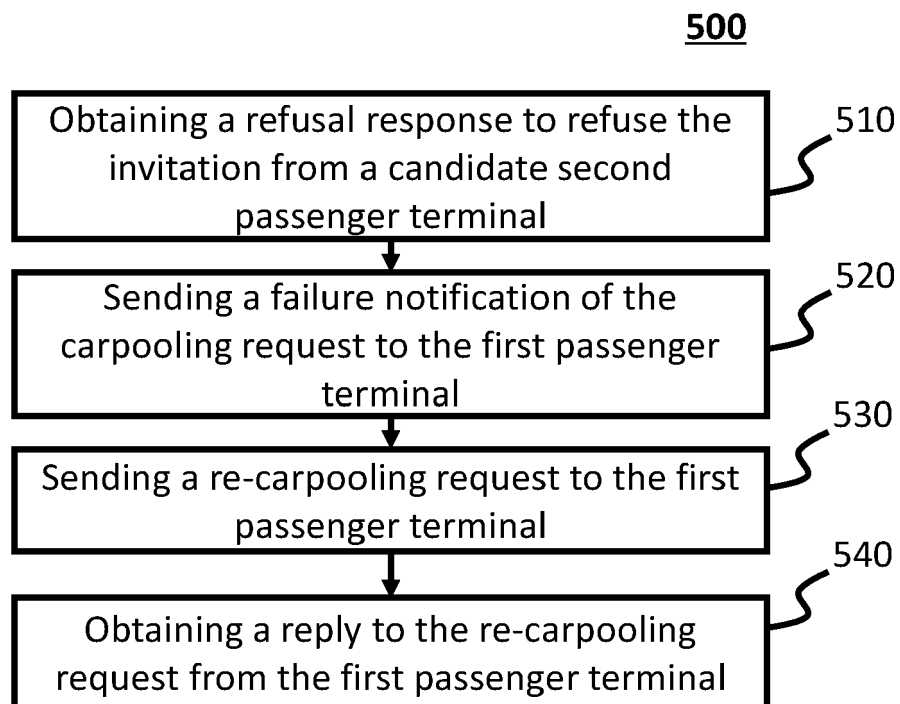 500
Obtaining a refusal response to refuse the
invitation from a candidate second
passenger terminal
510
Sending a failure notification of the
carpooling request to the first passenger
terminal
520
Sending a re-carpooling request to the first
passenger terminal
530
Obtaining a reply to the re-carpooling
request from the first passenger terminal
540